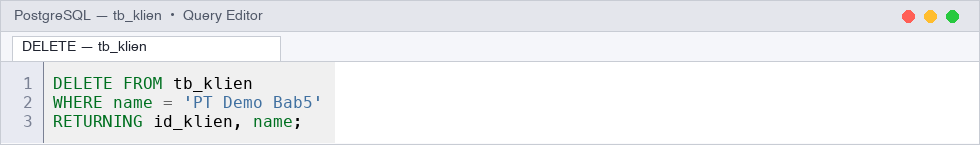 PostgreSQL — tb_klien • Query Editor
DELETE — tb_klien
1 DELETE FROM tb_klien
2 WHERE name = 'PT Demo Bab5'
3 RETURNING id_klien, name;